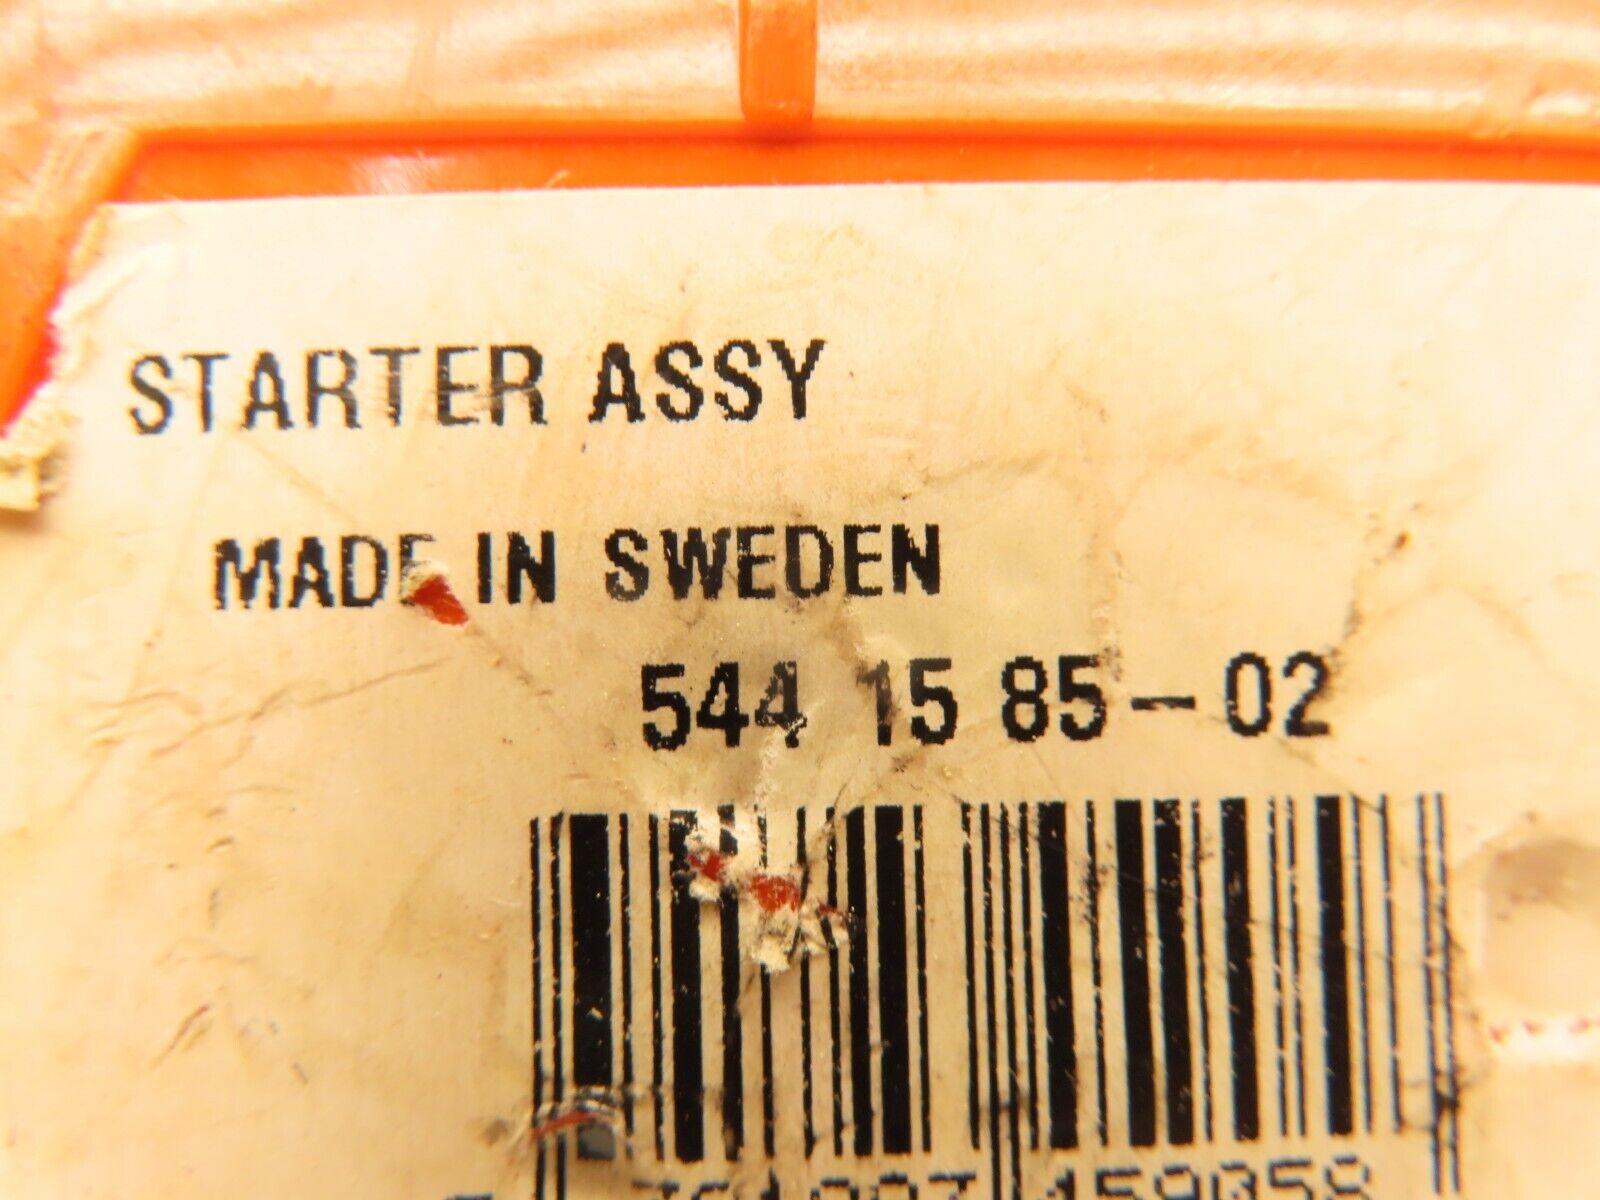 STARTER ASSY
MADE IN SWEDEN
544 15 85-02